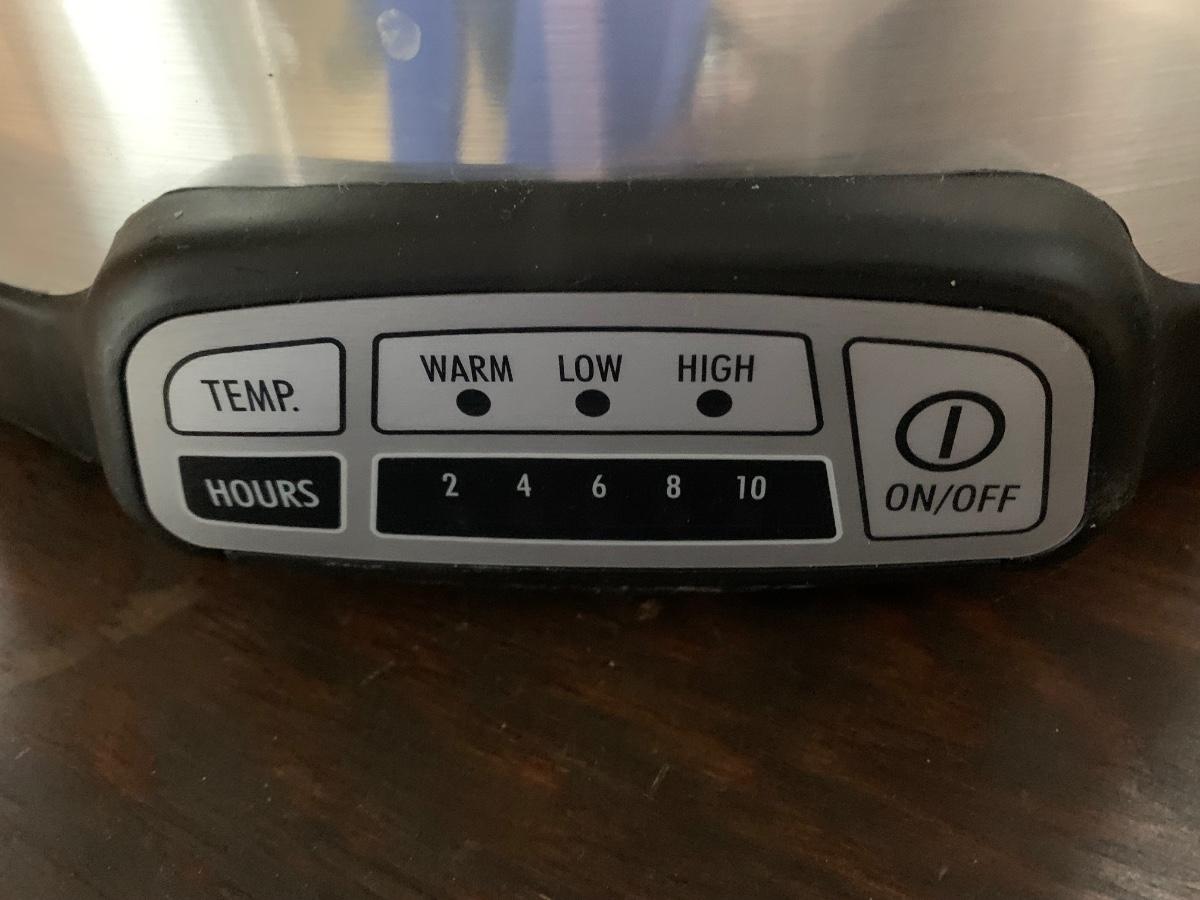 TEMP.
WARM LOW HIGH
HOURS
2 4 6 8 10
ON/OFF